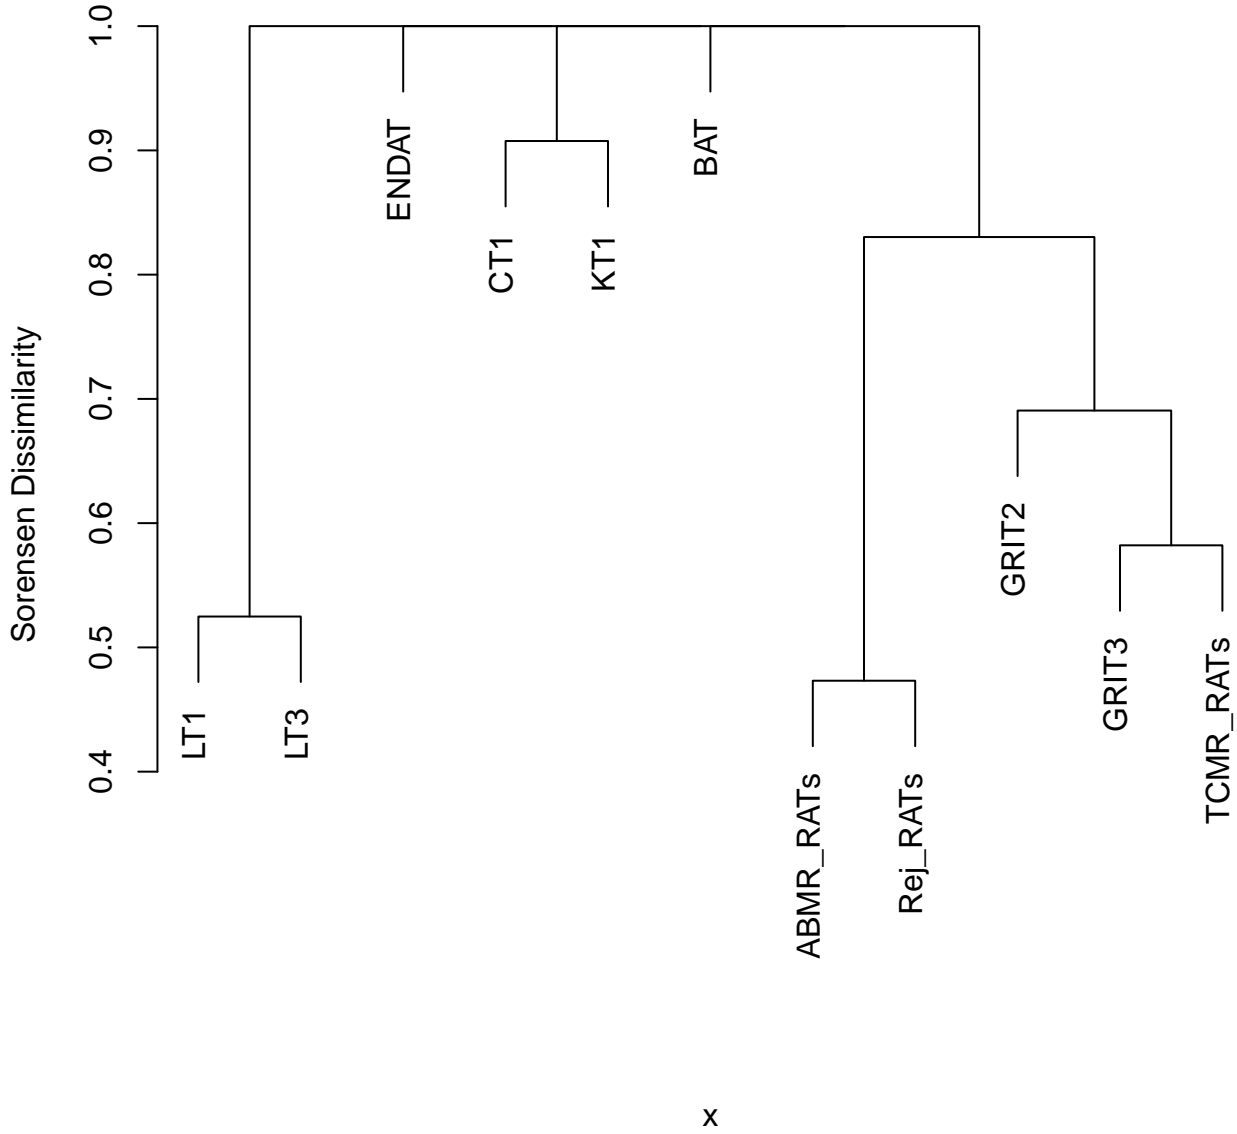 Sorensen Dissimilarity
1.0
0.9
0.8
0.7
0.6
0.5
0.4
LT1
LT3
ENDAT
CT1
KT1
BAT
ABMR_RATs
Rej_RATs
GRIT2
GRIT3
TCMR_RATs
x